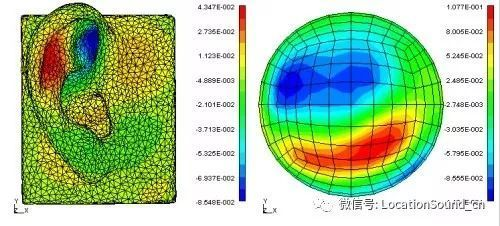 4.347E-002
2.735E-002
1.123E-002
-4.889E-003
-2.101E-002
-3.713E-002
-5.325E-002
-6.937E-002
-8.548E-002
Y
Z X
1.077E-001
8.005E-002
5.245E-002
2.485E-002
-2.748E-003
-3.035E-002
-5.795E-002
-8.555E-002
Y
Z X
微信号: LocationSound_cn